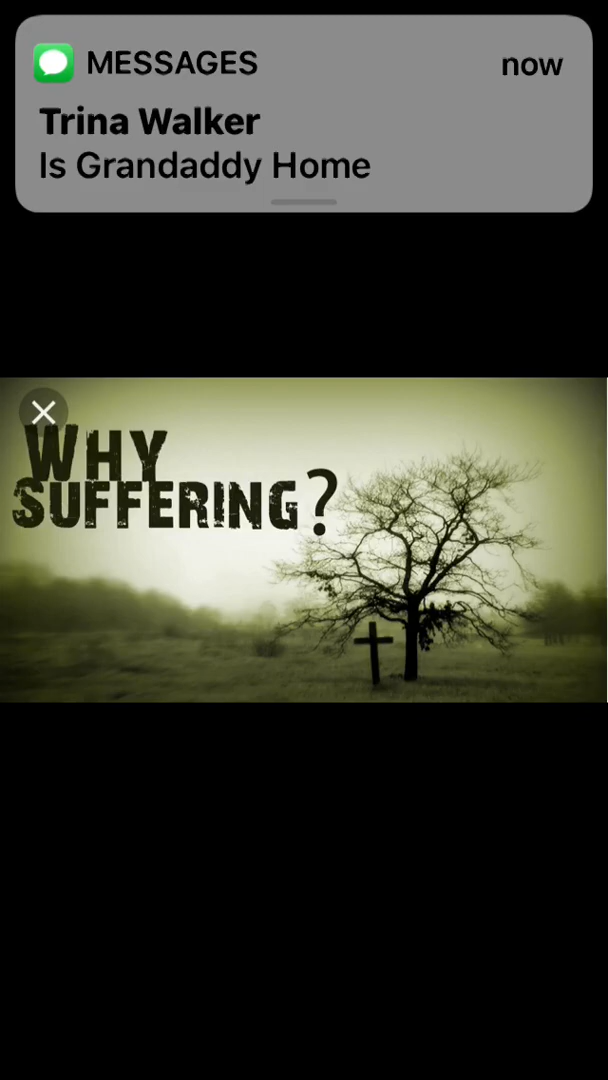 MESSAGES now
Trina Walker
Is Grandaddy Home
WHY
SUFFERING?